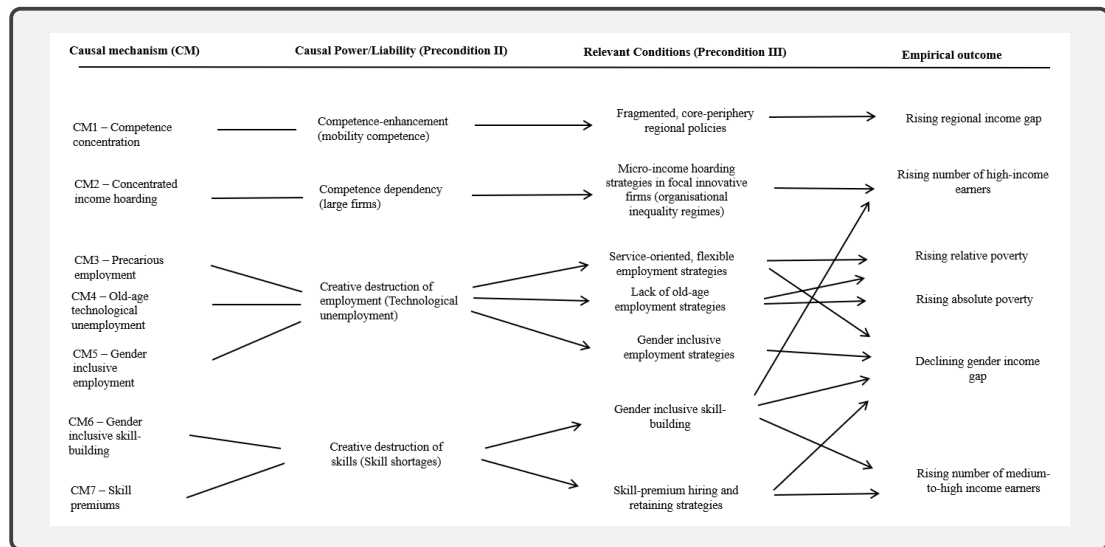 Causal mechanism (CM)
Causal Power/Liability (Precondition II)
Relevant Conditions (Precondition III)
Empirical outcome
CM1 – Competence
concentration
Competence-enhancement
(mobility competence)
Fragmented, core-periphery
regional policies
Rising regional income gap
CM2 – Concentrated
income hoarding
Competence dependency
(large firms)
Micro-income hoarding
strategies in focal innovative
firms (organisational
inequality regimes)
Rising number of high-income
earners
CM3 – Precarious
employment
CM4 – Old-age
technological
unemployment
CM5 – Gender
inclusive
employment
Creative destruction of
employment (Technological
unemployment)
Service-oriented, flexible
employment strategies
Lack of old-age
employment strategies
Gender inclusive
employment strategies
Rising relative poverty
Rising absolute poverty
Declining gender income
gap
CM6 – Gender
inclusive skill-
building
CM7 – Skill
premiums
Creative destruction of
skills (Skill shortages)
Gender inclusive skill-
building
Skill-premium hiring and
retaining strategies
Rising number of medium-
to-high income earners